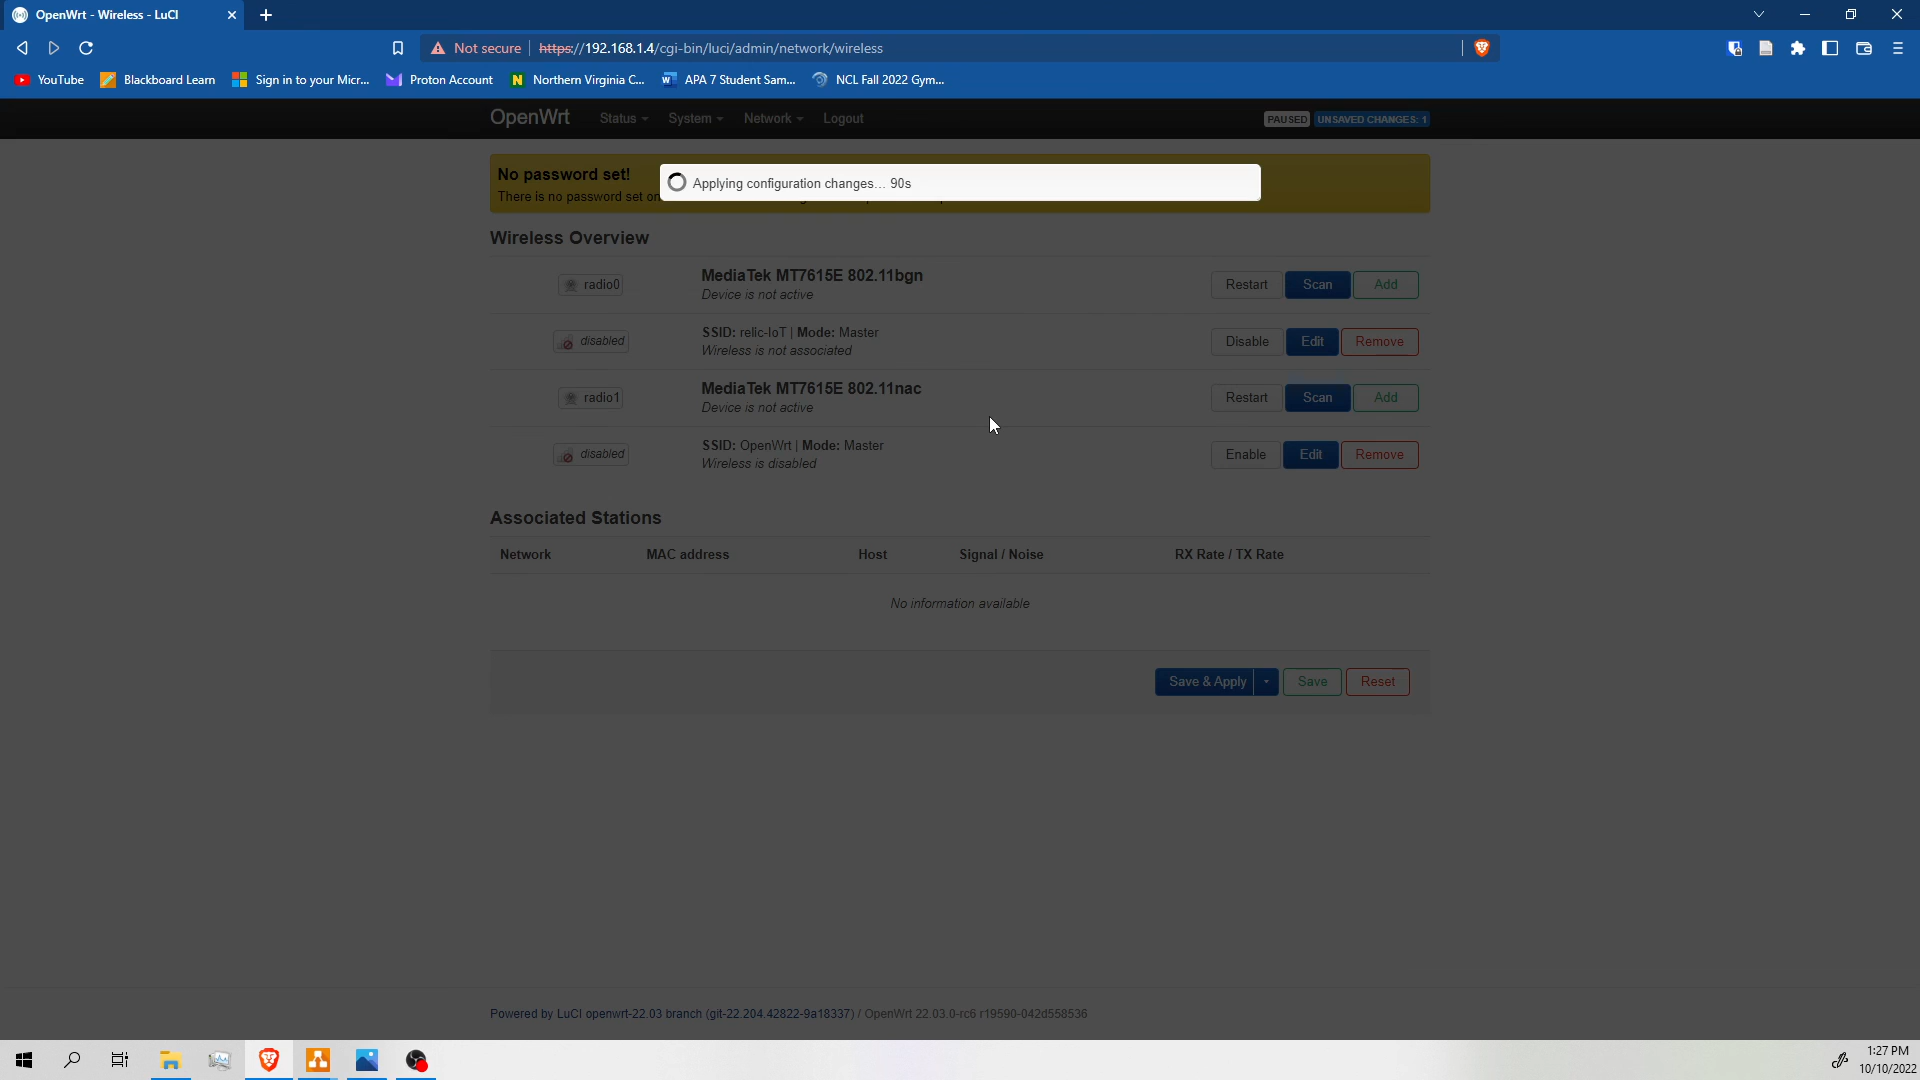 OpenWrt - Wireless - LuCI
Not secure
https://192.168.1.4/cgi-bin/luci/admin/network/wireless
YouTube
Blackboard Learn
Sign in to your Micr...
Proton Account
Northern Virginia C...
APA 7 Student Sam...
NCL Fall 2022 Gym...
OpenWrt
Status
System
Network
Logout
PAUSED
UNSAVED CHANGES: 1
No password set!
There is no password set on
Applying configuration changes… 90s
Wireless Overview
radio0
MediaTek MT7615E 802.11bgn
Device is not active
Restart
Scan
Add
disabled
SSID: relic-IoT | Mode: Master
Wireless is not associated
Disable
Edit
Remove
radio1
MediaTek MT7615E 802.11nac
Device is not active
Restart
Scan
Add
disabled
SSID: OpenWrt | Mode: Master
Wireless is disabled
Enable
Edit
Remove
Associated Stations
Network
MAC address
Host
Signal / Noise
RX Rate / TX Rate
No information available
Save & Apply
Save
Reset
Powered by LuCI openwrt-22.03 branch (git-22.204.42822-9a18337) / OpenWrt 22.03.0-rc6 r19590-042d558536
1:27 PM
10/10/2022